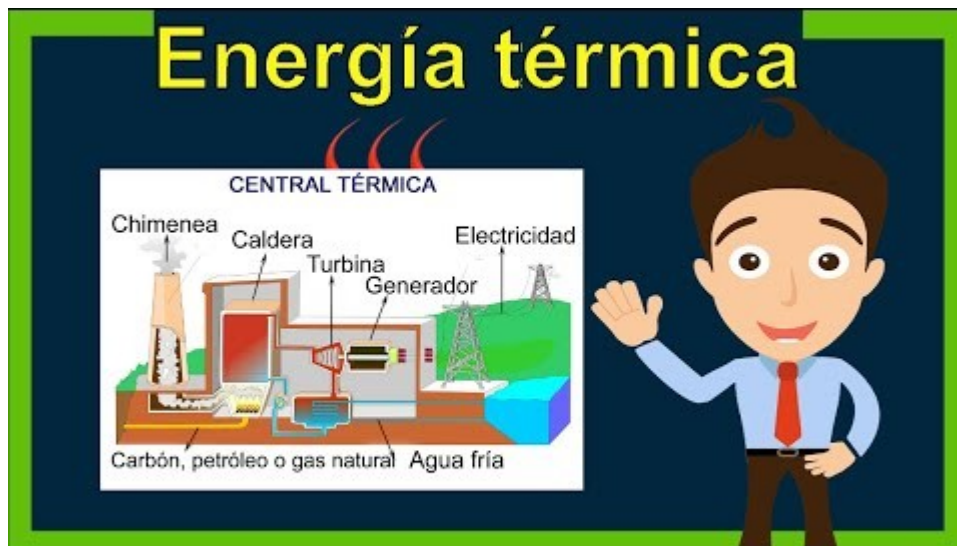 Energía térmica
CENTRAL TÉRMICA
Chimenea
Caldera
Electricidad
Turbina
Generador
Carbón, petróleo o gas natural
Agua fría